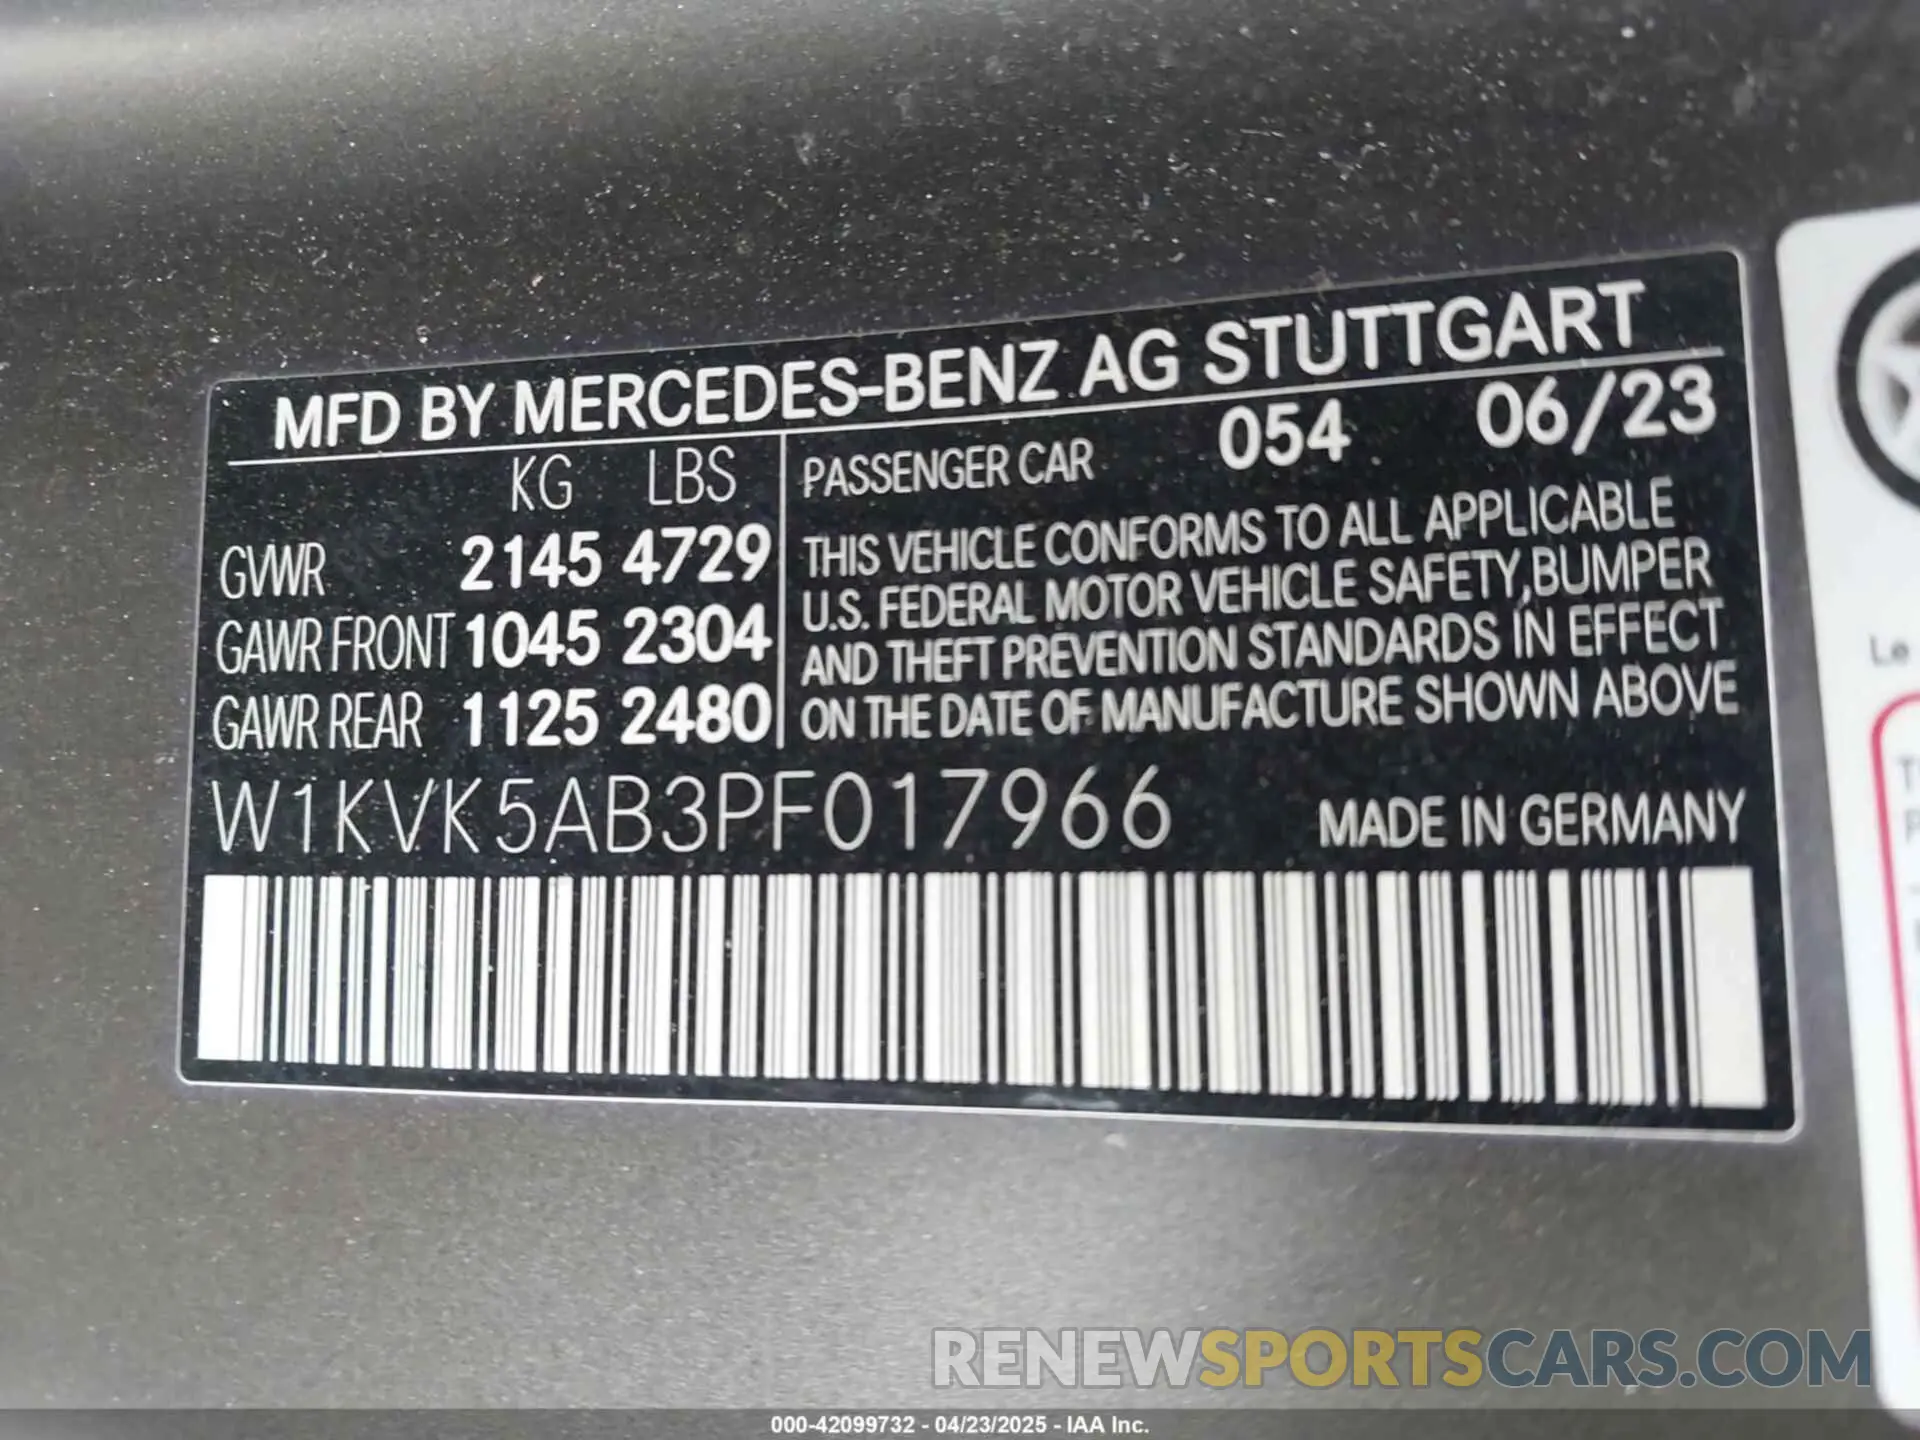 MFD BY MERCEDES-BENZ AG STUTTGART
KG LBS
GVWR 2145 4729
GAWR FRONT 1045 2304
GAWR REAR 1125 2480
PASSENGER CAR 054 06/23
THIS VEHICLE CONFORMS TO ALL APPLICABLE
U.S. FEDERAL MOTOR VEHICLE SAFETY,BUMPER
AND THEFT PREVENTION STANDARDS IN EFFECT
ON THE DATE OF MANUFACTURE SHOWN ABOVE
W1KVK5AB3PF017966 MADE IN GERMANY
Le
RENEWSPORTSCARS.COM
000-42099732 - 04/23/2025 - IAA Inc.